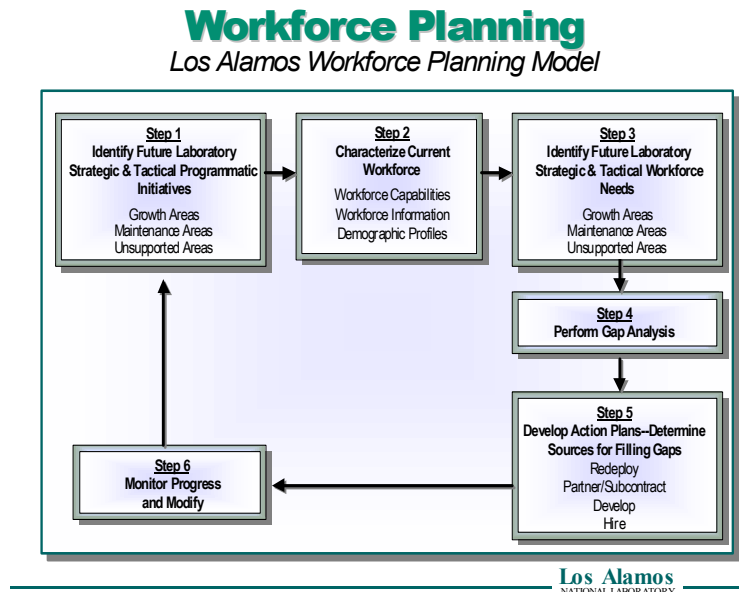 Workforce Planning
Los Alamos Workforce Planning Model
Step 1
Identify Future Laboratory
Strategic & Tactical Programmatic
Initiatives
Growth Areas
Maintenance Areas
Unsupported Areas
Step 2
Characterize Current
Workforce
Workforce Capabilities
Workforce Information
Demographic Profiles
Step 3
Identify Future Laboratory
Strategic & Tactical Workforce
Needs
Growth Areas
Maintenance Areas
Unsupported Areas
Step 4
Perform Gap Analysis
Step 5
Develop Action Plans--Determine
Sources for Filling Gaps
Redeploy
Partner/Subcontract
Develop
Hire
Step 6
Monitor Progress
and Modify
Los Alamos
NATIONAL LABORATORY